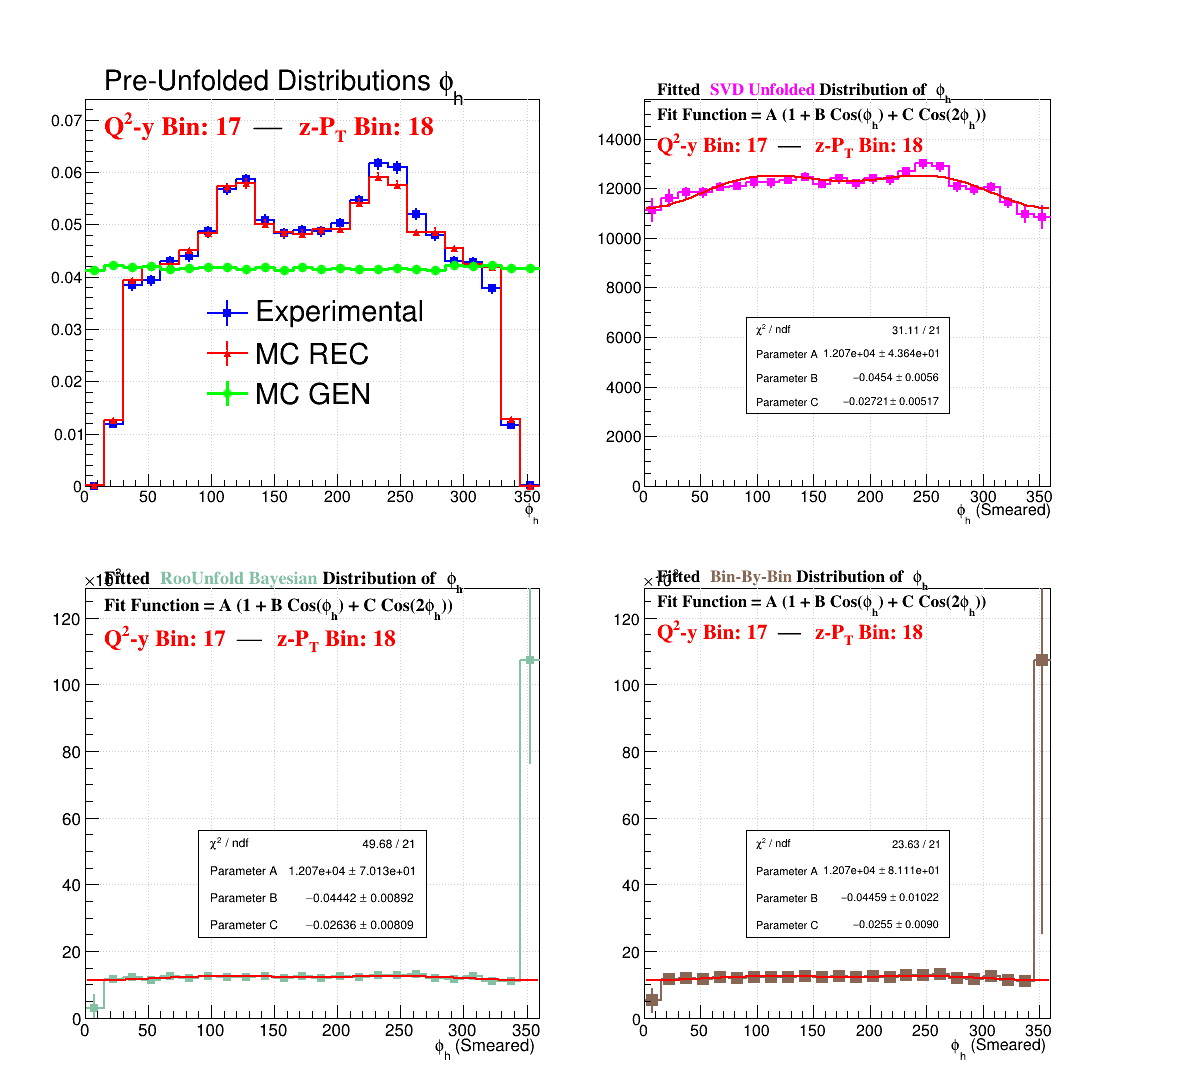 Pre-Unfolded Distributions ϕh
Q²-y Bin: 17 — z-PT Bin: 18
0.07
0.06
0.05
0.04
0.03
0.02
0.01
0
Experimental
MC REC
MC GEN
0 50 100 150 200 250 300 350
ϕh
Fitted SVD Unfolded Distribution of ϕh
Fit Function = A (1 + B Cos(ϕh) + C Cos(2ϕh))
Q²-y Bin: 17 — z-PT Bin: 18
14000
12000
10000
8000
6000
4000
2000
0
χ² / ndf 31.11 / 21
Parameter A 1.207e+04 ± 4.364e+01
Parameter B −0.0454 ± 0.0056
Parameter C −0.02721 ± 0.00517
0 50 100 150 200 250 300 350
ϕh (Smeared)
Fitted RooUnfold Bayesian Distribution of ϕh
Fit Function = A (1 + B Cos(ϕh) + C Cos(2ϕh))
Q²-y Bin: 17 — z-PT Bin: 18
120
100
80
60
40
20
0
χ² / ndf 49.68 / 21
Parameter A 1.207e+04 ± 7.013e+01
Parameter B −0.04442 ± 0.00892
Parameter C −0.02636 ± 0.00809
0 50 100 150 200 250 300 350
ϕh (Smeared)
Fitted Bin-By-Bin Distribution of ϕh
Fit Function = A (1 + B Cos(ϕh) + C Cos(2ϕh))
Q²-y Bin: 17 — z-PT Bin: 18
120
100
80
60
40
20
0
χ² / ndf 23.63 / 21
Parameter A 1.207e+04 ± 8.111e+01
Parameter B −0.04459 ± 0.01022
Parameter C −0.0255 ± 0.0090
0 50 100 150 200 250 300 350
ϕh (Smeared)